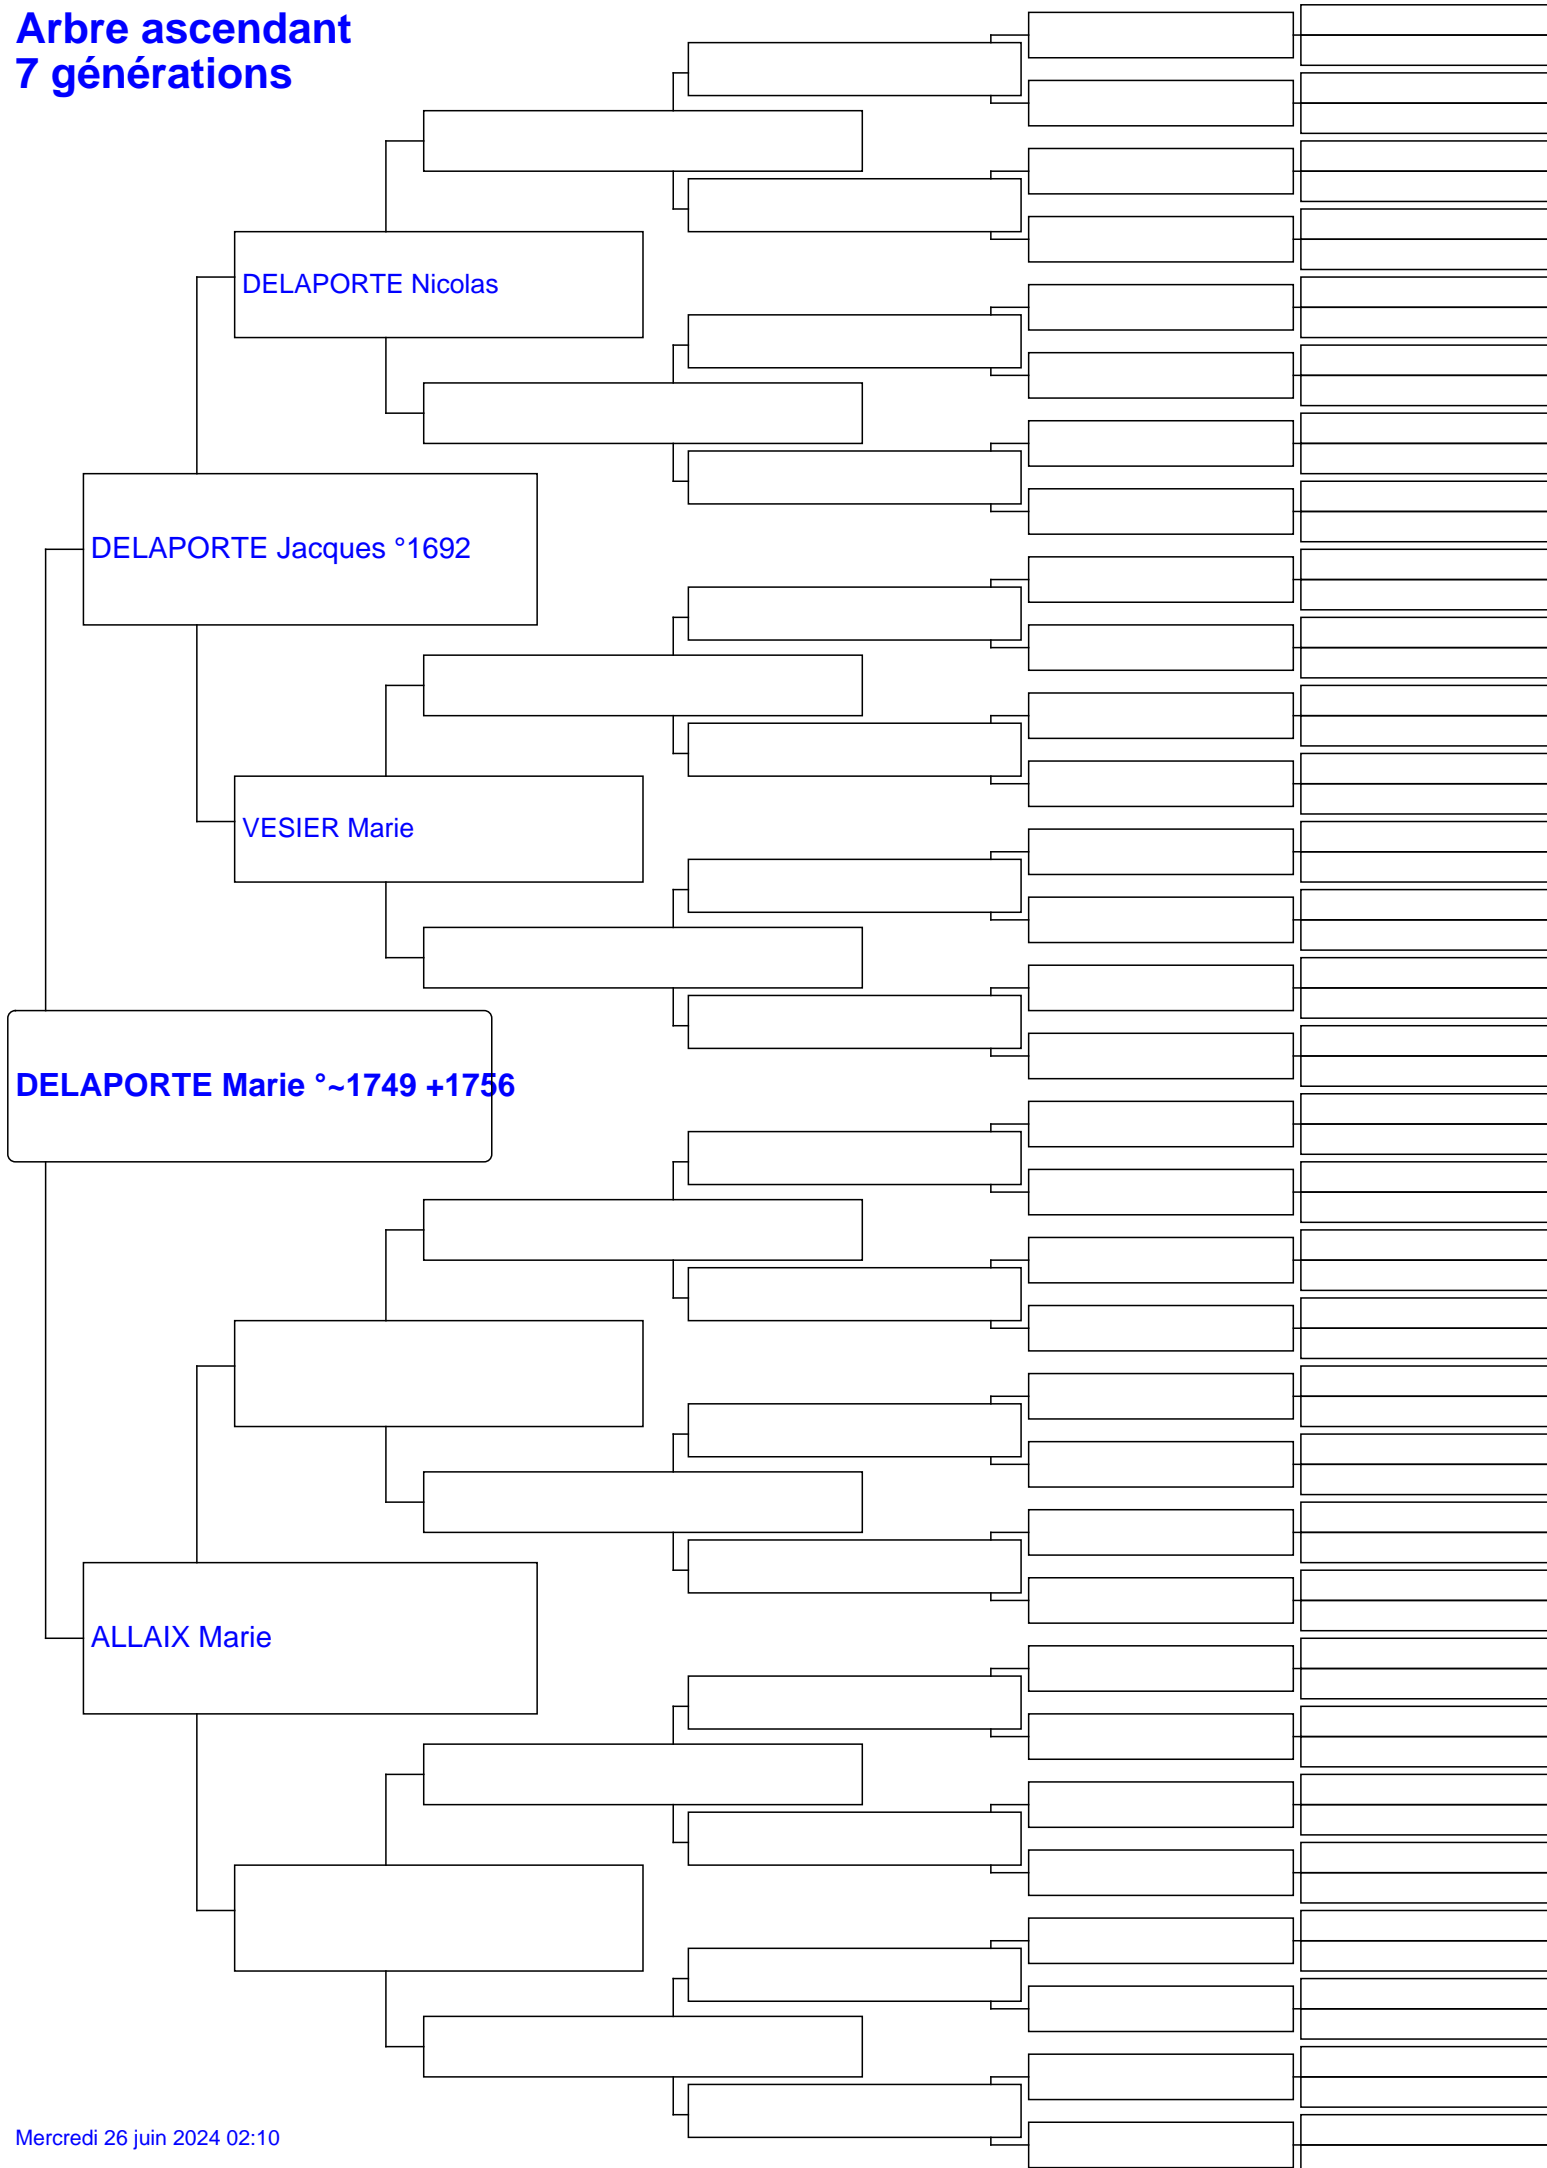 Arbre ascendant
7 générations
DELAPORTE Nicolas
DELAPORTE Jacques °1692
VESIER Marie
DELAPORTE Marie °~1749 +1756
ALLAIX Marie
Mercredi 26 juin 2024 02:10